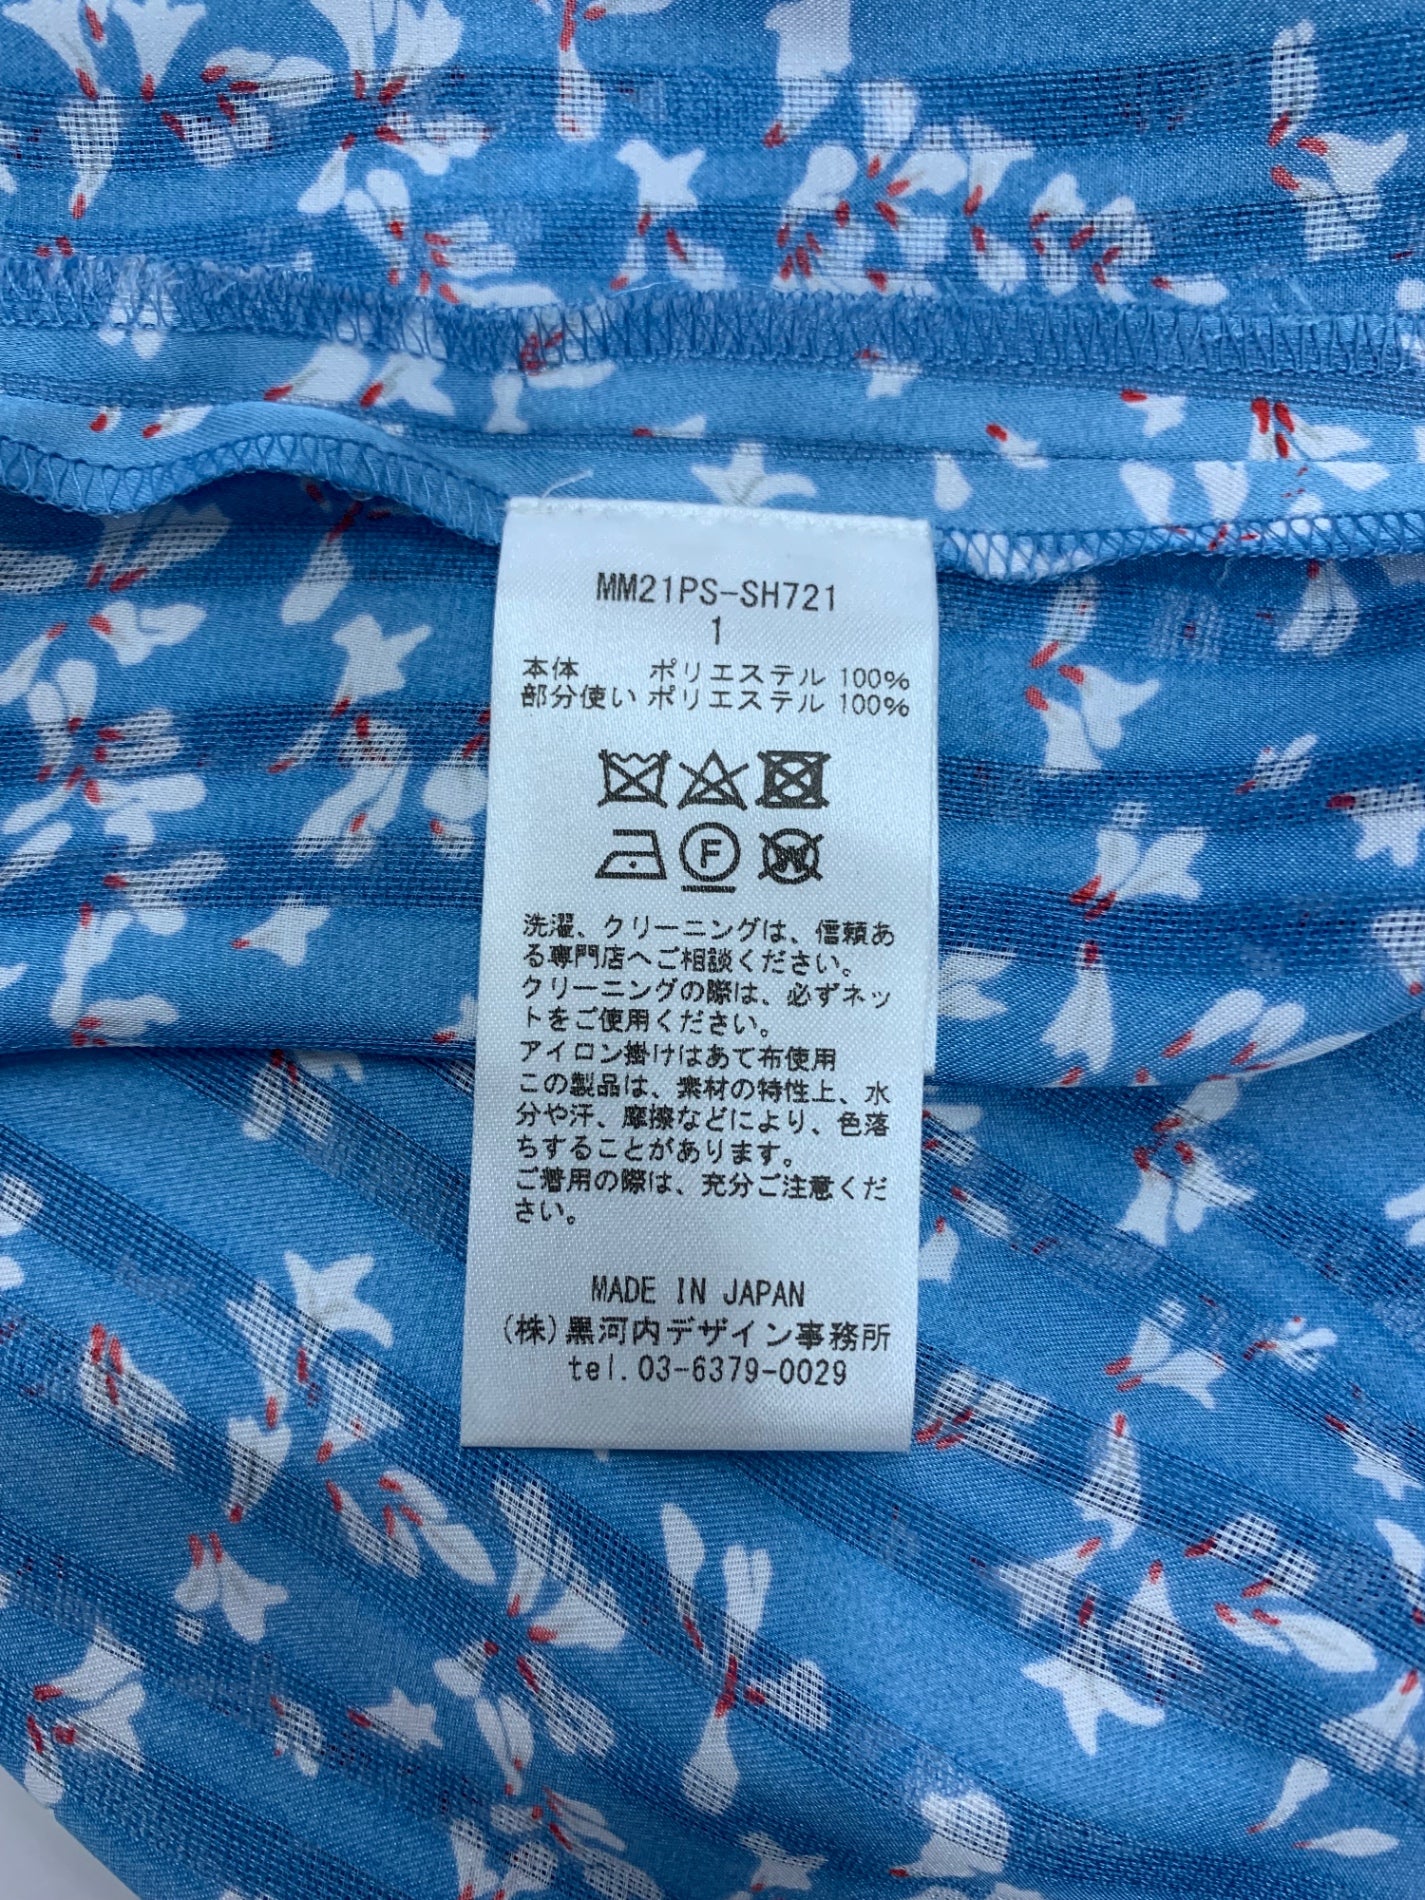 MM21PS-SH721
1
本体 ポリエステル 100%
部分使い ポリエステル 100%
F
W
洗濯、クリーニングは、信頼あ
る専門店へご相談ください。
クリーニングの際は、必ずネッ
トをご使用ください。
アイロン掛けはあて布使用
この製品は、素材の特性上、水
分や汗、摩擦などにより、色落
ちすることがあります。
ご着用の際は、充分ご注意くだ
さい。
MADE IN JAPAN
(株)黒河内デザイン事務所
tel.03-6379-0029